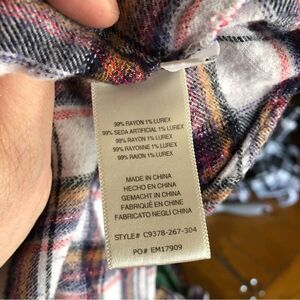 99% RAYON 1% LUREX
99% SEDA ARTIFICIAL 1% LUREX
99% RAYON 1% LUREX
99% RAYONNE 1% LUREX
99% RAION 1% LUREX
MADE IN CHINA
HECHO EN CHINA
GEMACHT IN CHINA
FABRIQUÉ EN CHINE
FABRICATO NEGLI CHINA
STYLE# C9378-267-304
PO# EM17909